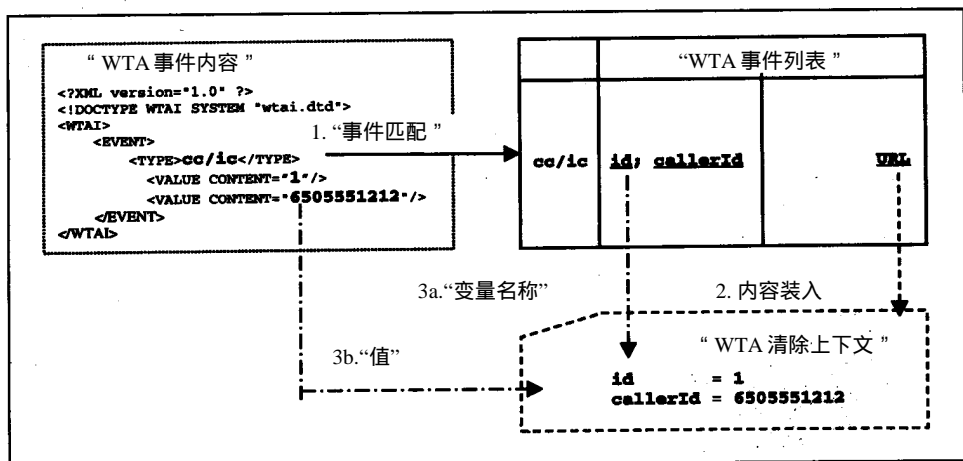 “ WTA 事件内容 ”
<?XML version="1.0" ?>
<!DOCTYPE WTAI SYSTEM "wtai.dtd">
<WTAI>
<EVENT>
<TYPE>cc/ic</TYPE>
<VALUE CONTENT="1"/>
<VALUE CONTENT="6505551212"/>
</EVENT>
</WTAI>
1. “事件匹配 ”
“WTA 事件列表 ”
cc/ic
id; callerId
URL
3a.“变量名称”
2. 内容装入
3b.“值”
“ WTA 清除上下文 ”
id = 1
callerId = 6505551212